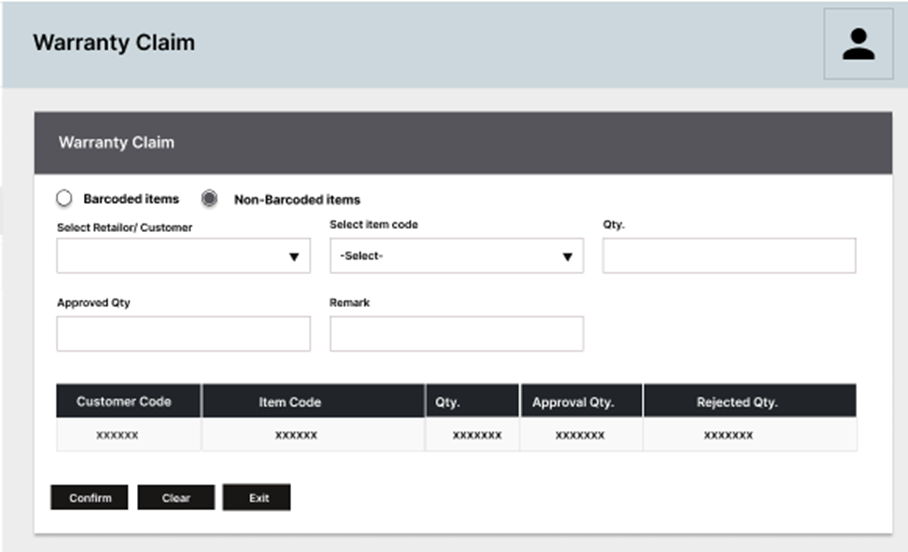 Warranty Claim
Warranty Claim
Barcoded items
Non-Barcoded items
Select Retailor/ Customer
Select item code
Qty.
-Select-
Approved Qty
Remark
Customer Code
Item Code
Qty.
Approval Qty.
Rejected Qty.
xxxxxx
xxxxxx
xxxxxxx
xxxxxxx
xxxxxxx
Confirm
Clear
Exit